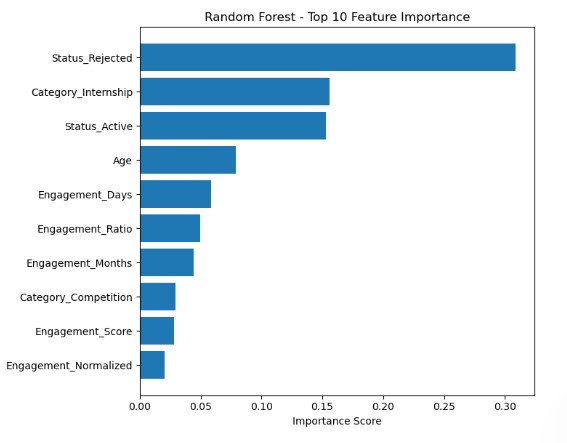 Random Forest - Top 10 Feature Importance
Status_Rejected
Category_Internship
Status_Active
Age
Engagement_Days
Engagement_Ratio
Engagement_Months
Category_Competition
Engagement_Score
Engagement_Normalized
0.00 0.05 0.10 0.15 0.20 0.25 0.30
Importance Score